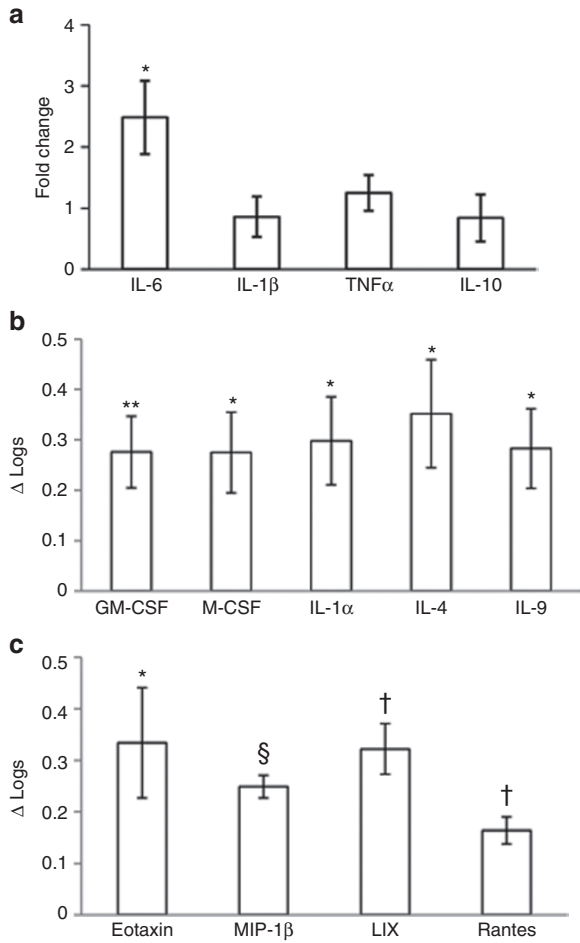 a
4
3
2
1
0
Fold change
*
IL-6 IL-1β TNFα IL-10
b
0.5
0.4
0.3
0.2
0.1
0
Δ Logs
** * * * *
GM-CSF M-CSF IL-1α IL-4 IL-9
c
0.5
0.4
0.3
0.2
0.1
0
Δ Logs
* § † †
Eotaxin MIP-1β LIX Rantes